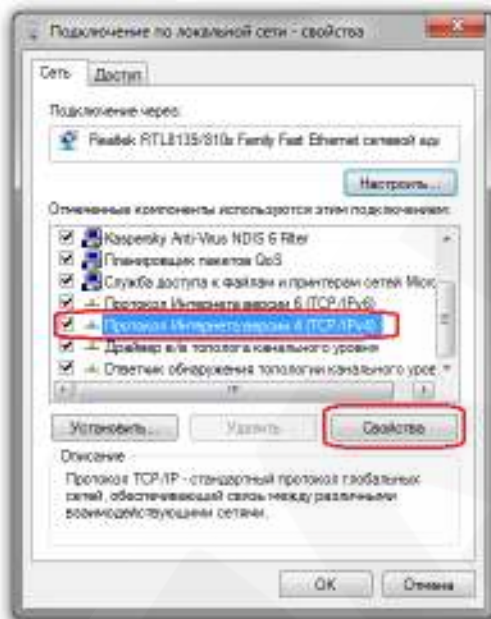 Подключение по локальной сети - свойства
Сеть
Доступ
Подключение через:
Realtek RTL8139/810x Family Fast Ethernet сетевой ада
Настроить...
Отмеченные компоненты используются этим подключением:
Kaspersky Anti-Virus NDIS 6 Filter
Планировщик пакетов QoS
Служба доступа к файлам и принтерам сетей Micro
Протокол Интернета версии 6 (TCP/IPv6)
Протокол Интернета версии 4 (TCP/IPv4)
Драйвер в/в тополога канального уровня
Ответчик обнаружения топологии канального уров
Установить...
Удалить
Свойства
Описание
Протокол TCP/IP - стандартный протокол глобальных
сетей, обеспечивающий связь между различными
взаимодействующими сетями.
OK
Отмена